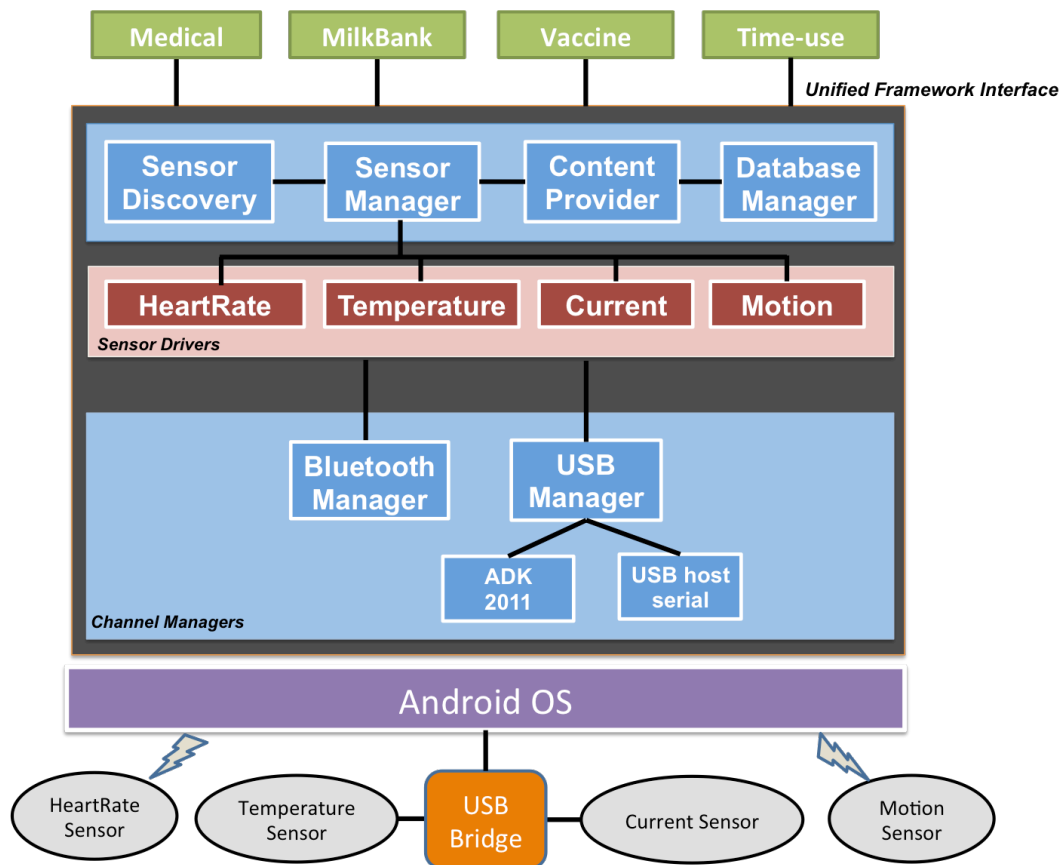 Medical
MilkBank
Vaccine
Time-use
Unified Framework Interface
Sensor
Discovery
Sensor
Manager
Content
Provider
Database
Manager
HeartRate
Temperature
Current
Motion
Sensor Drivers
Bluetooth
Manager
USB
Manager
ADK
2011
USB host
serial
Channel Managers
Android OS
HeartRate
Sensor
Temperature
Sensor
USB
Bridge
Current Sensor
Motion
Sensor